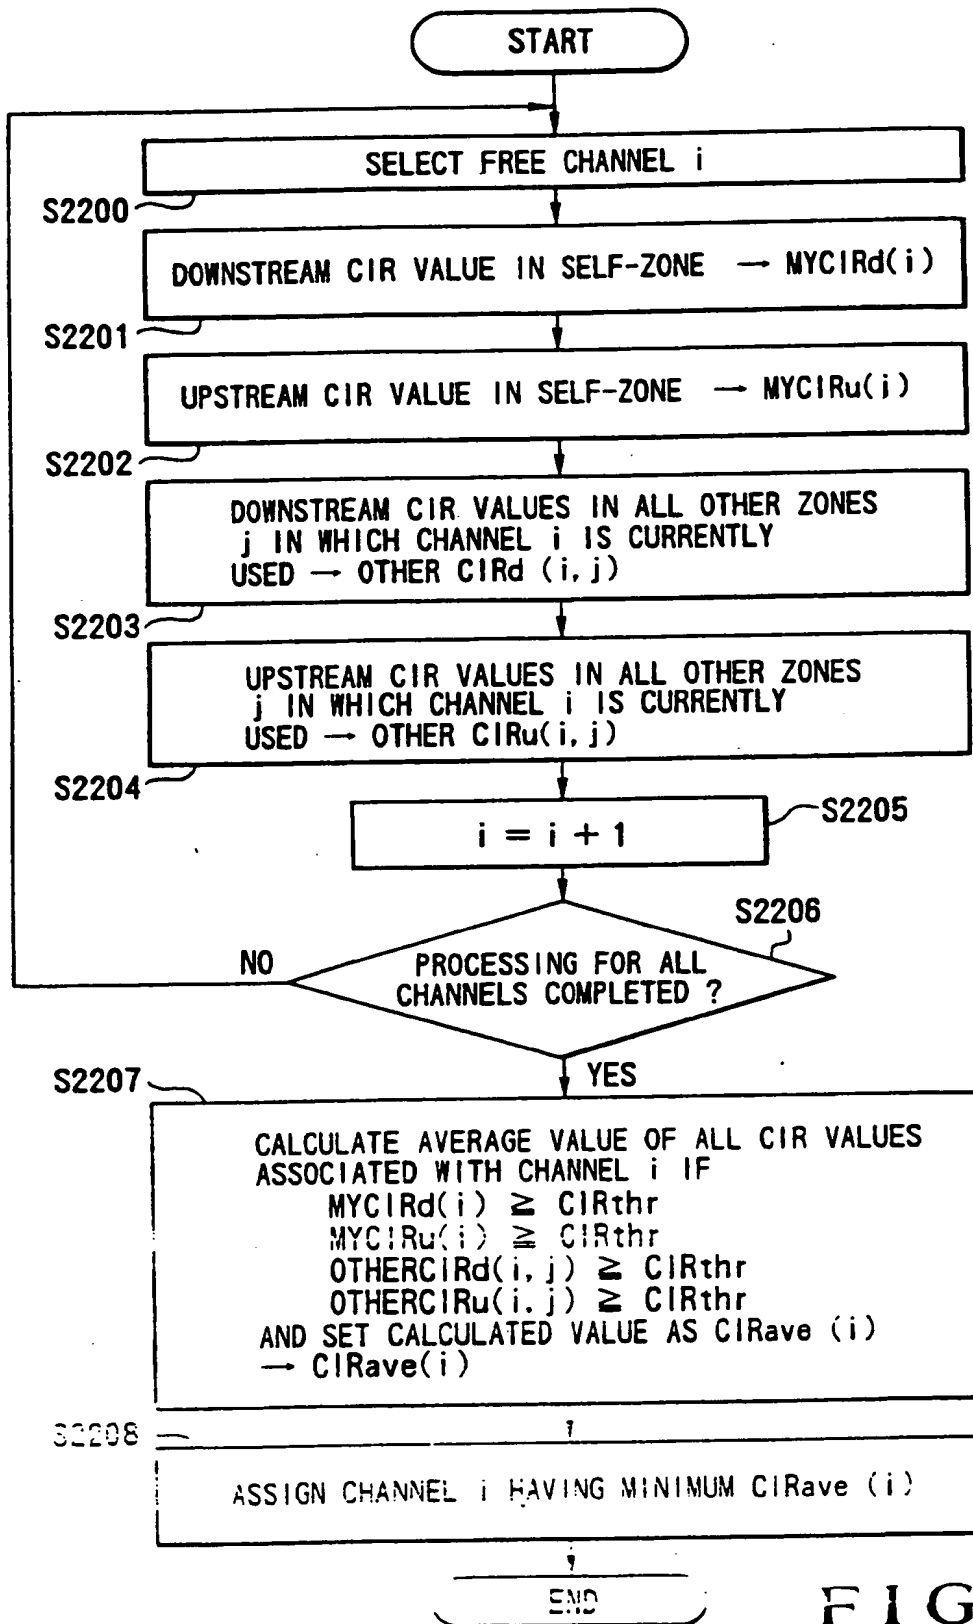 START
SELECT FREE CHANNEL i
S2200
DOWNSTREAM CIR VALUE IN SELF-ZONE → MYCIRd(i)
S2201
UPSTREAM CIR VALUE IN SELF-ZONE → MYCIRu(i)
S2202
DOWNSTREAM CIR VALUES IN ALL OTHER ZONES
j IN WHICH CHANNEL i IS CURRENTLY
USED → OTHER CIRd (i,j)
S2203
UPSTREAM CIR VALUES IN ALL OTHER ZONES
j IN WHICH CHANNEL i IS CURRENTLY
USED → OTHER CIRu(i,j)
S2204
i = i + 1
S2205
S2206
PROCESSING FOR ALL
CHANNELS COMPLETED ?
NO
YES
S2207
CALCULATE AVERAGE VALUE OF ALL CIR VALUES
ASSOCIATED WITH CHANNEL i IF
MYCIRd(i) ≧ CIRthr
MYCIRu(i) ≧ CIRthr
OTHERCIRd(i,j) ≧ CIRthr
OTHERCIRu(i.j) ≧ CIRthr
AND SET CALCULATED VALUE AS CIRave (i)
→ CIRave(i)
S2208
ASSIGN CHANNEL i HAVING MINIMUM CIRave (i)
END
FIG